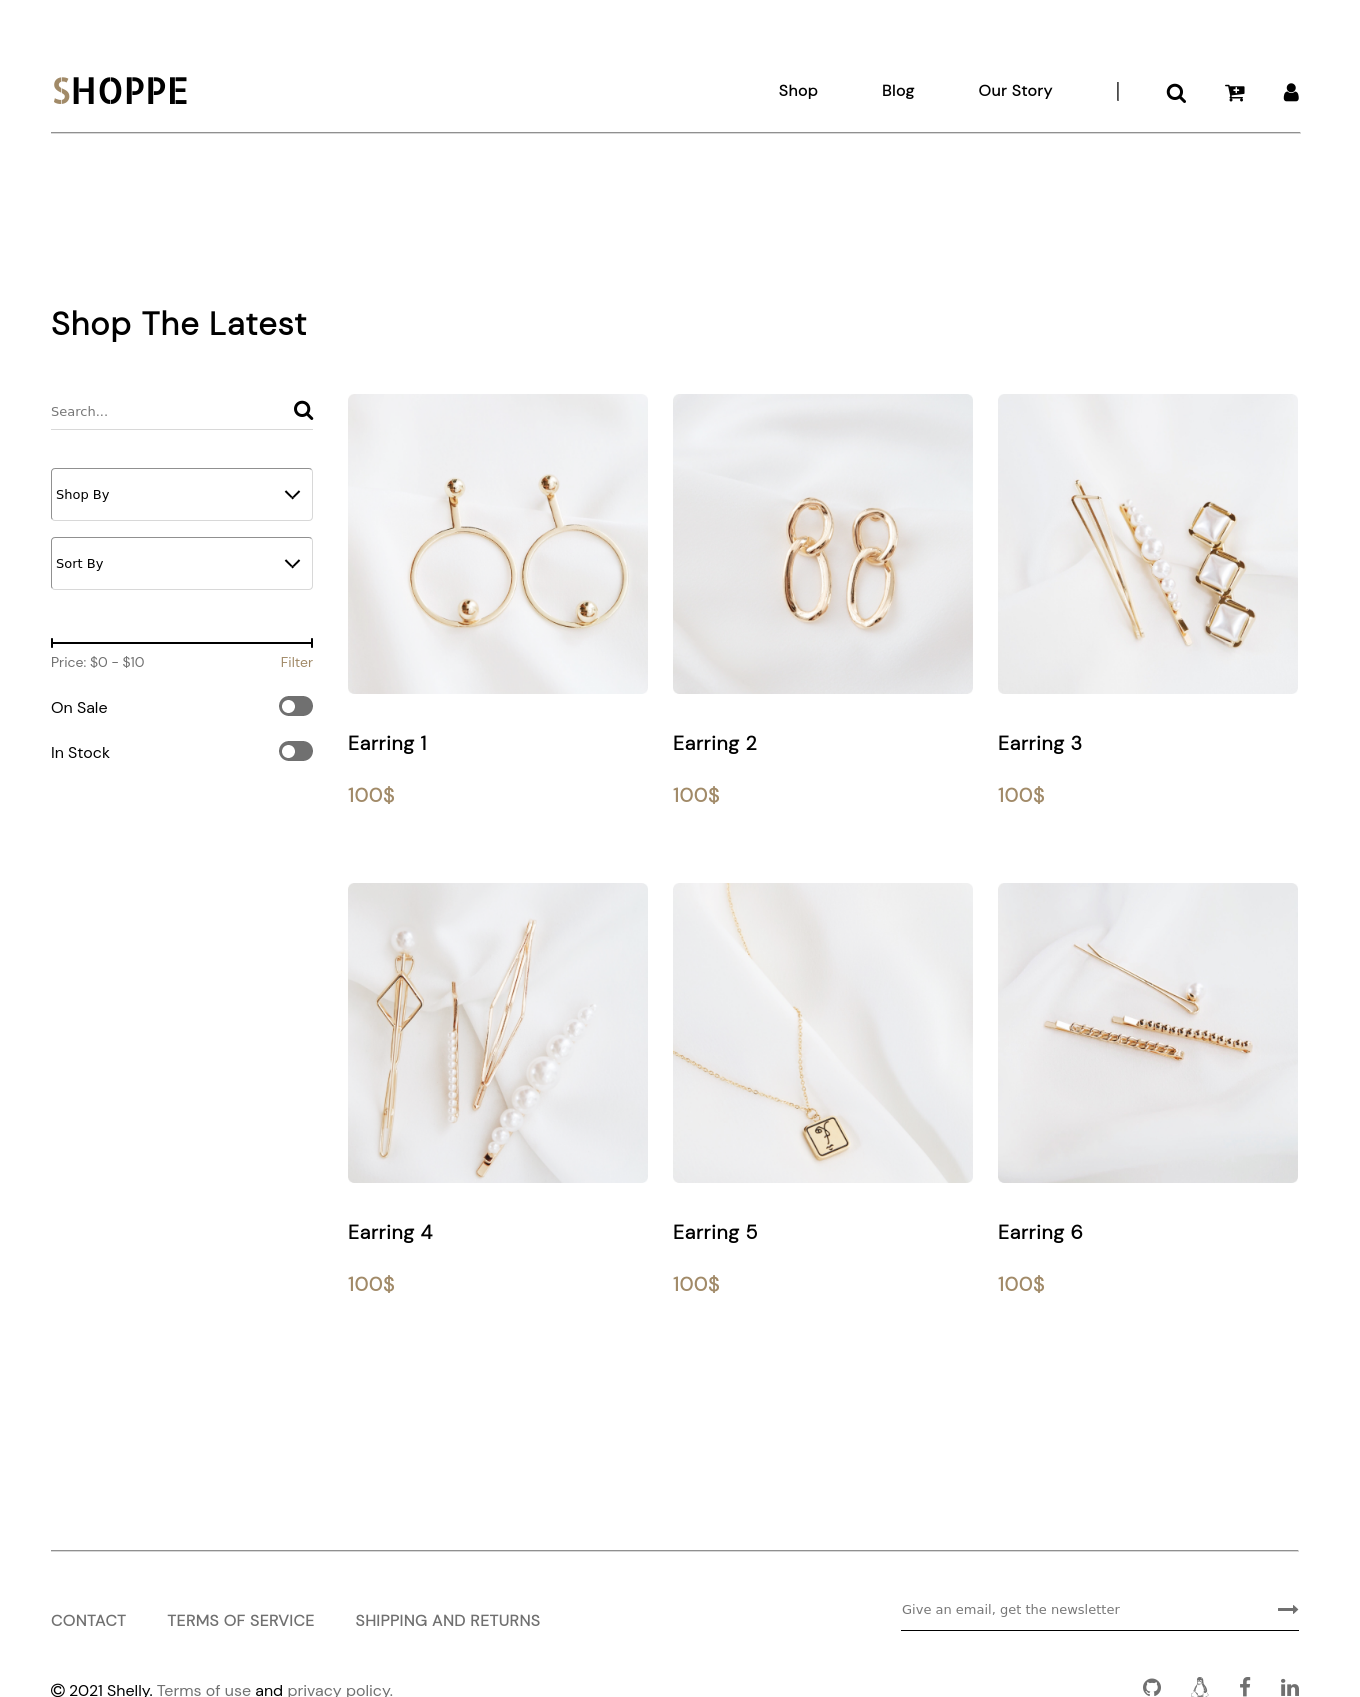 SHOPPE
Shop Blog Our Story |
Shop The Latest
Search...
Shop By
Sort By
Price: $0 - $10 Filter
On Sale
In Stock
Earring 1 Earring 2 Earring 3
100$ 100$ 100$
Earring 4 Earring 5 Earring 6
100$ 100$ 100$
Give an email, get the newsletter
CONTACT TERMS OF SERVICE SHIPPING AND RETURNS
© 2021 Shelly. Terms of use and privacy policy.